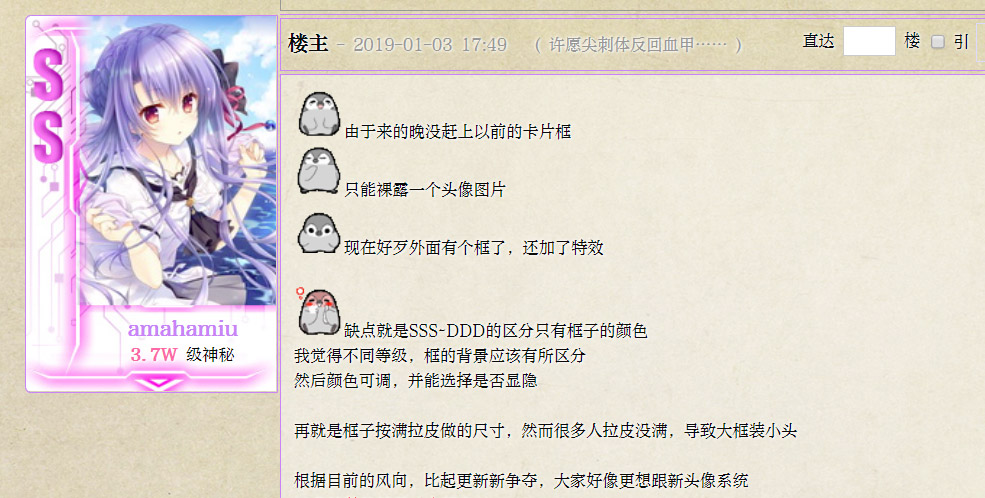 SS
amahamiu
3.7W 级神秘
楼主 - 2019-01-03 17:49 ( 许愿尖刺体反回血甲…… ) 直达 楼 引
由于来的晚没赶上以前的卡片框
只能裸露一个头像图片
现在好歹外面有个框了，还加了特效
缺点就是SSS~DDD的区分只有框子的颜色
我觉得不同等级，框的背景应该有所区分
然后颜色可调，并能选择是否显隐
再就是框子按满拉皮做的尺寸，然而很多人拉皮没满，导致大框装小头
根据目前的风向，比起更新新争夺，大家好像更想跟新头像系统